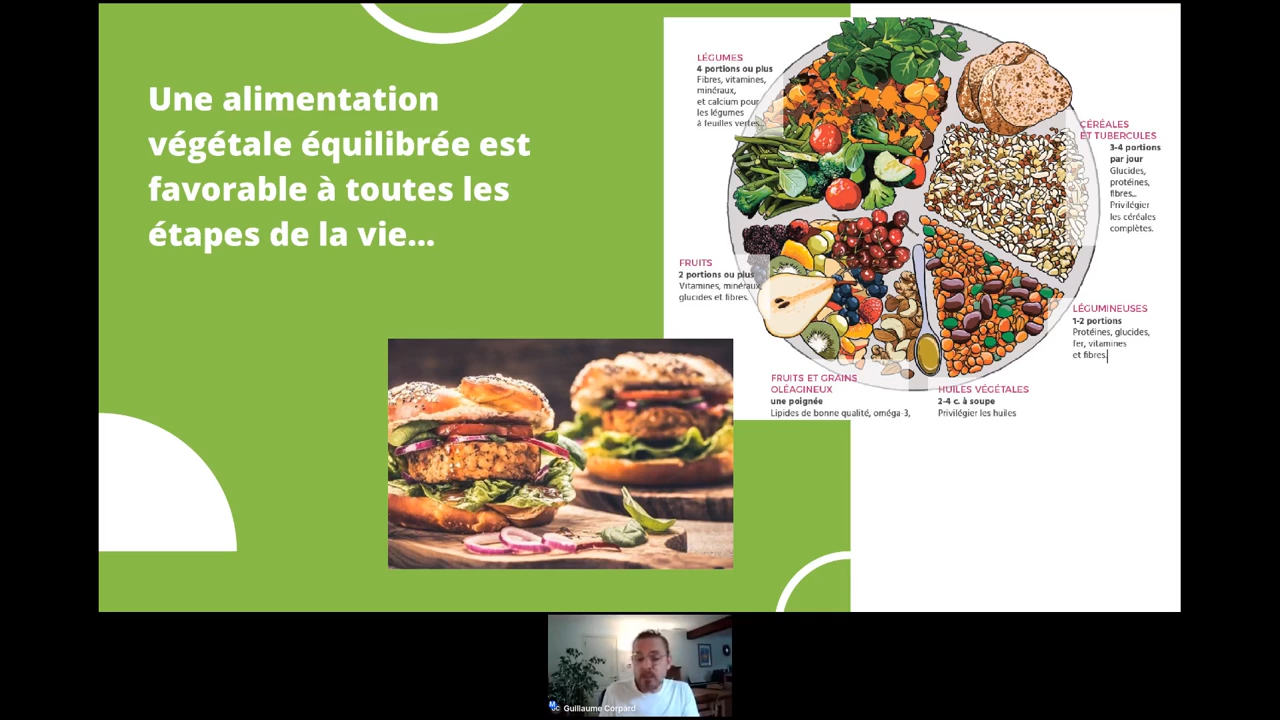 Une alimentation
végétale équilibrée est
favorable à toutes les
étapes de la vie...
LÉGUMES
4 portions ou plus
Fibres, vitamines,
minéraux,
et calcium pour
les légumes
à feuilles vertes.
CÉRÉALES
ET TUBERCULES
3-4 portions
par jour
Glucides,
protéines,
fibres...
Privilégier
les céréales
complètes.
FRUITS
2 portions ou plus
Vitamines, minéraux,
glucides et fibres.
LÉGUMINEUSES
1-2 portions
Protéines, glucides,
fer, vitamines
et fibres.
FRUITS ET GRAINS
OLÉAGINEUX
une poignée
Lipides de bonne qualité, oméga-3,
HUILES VÉGÉTALES
2-4 c. à soupe
Privilégier les huiles
Guillaume Corpard